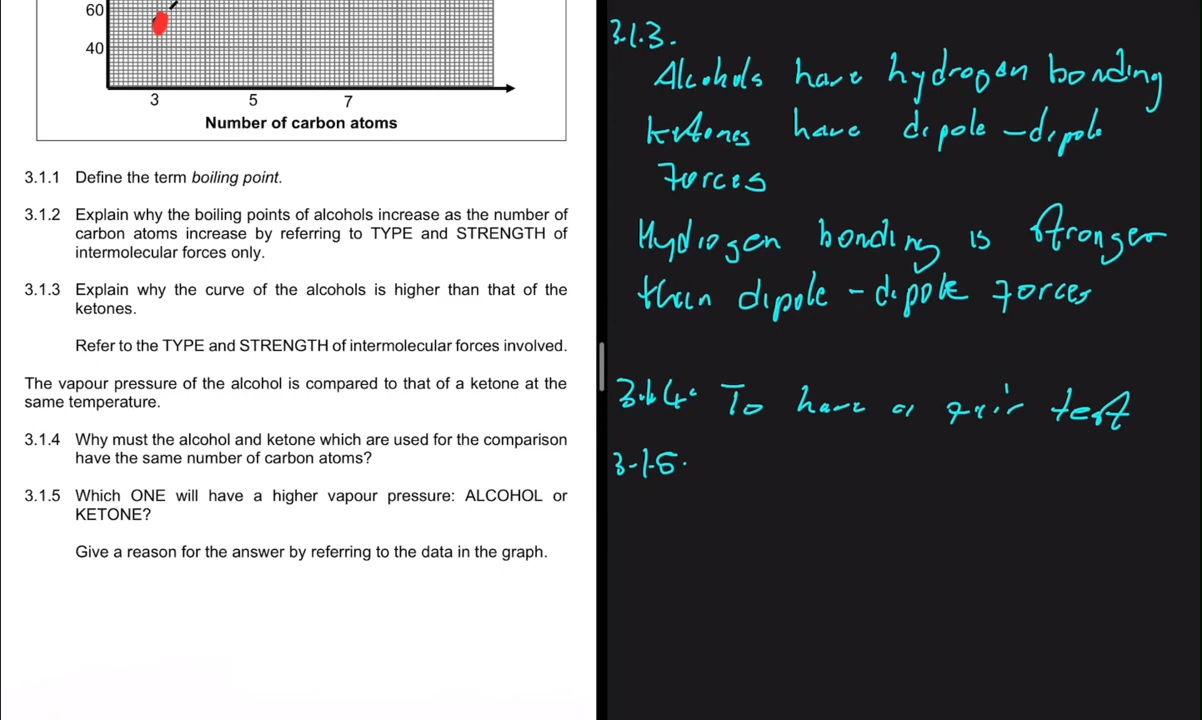 60
40
3 5 7
Number of carbon atoms
3.1.1 Define the term boiling point.
3.1.2 Explain why the boiling points of alcohols increase as the number of
carbon atoms increase by referring to TYPE and STRENGTH of
intermolecular forces only.
3.1.3 Explain why the curve of the alcohols is higher than that of the
ketones.
Refer to the TYPE and STRENGTH of intermolecular forces involved.
The vapour pressure of the alcohol is compared to that of a ketone at the
same temperature.
3.1.4 Why must the alcohol and ketone which are used for the comparison
have the same number of carbon atoms?
3.1.5 Which ONE will have a higher vapour pressure: ALCOHOL or
KETONE?
Give a reason for the answer by referring to the data in the graph.
3.1.3.
Alcohols have hydrogen bonding
ketones have dipole-dipole
forces
Hydrogen bonding is stronger
than dipole-dipole forces
3.1.4. To have a fair test
3.1.5.